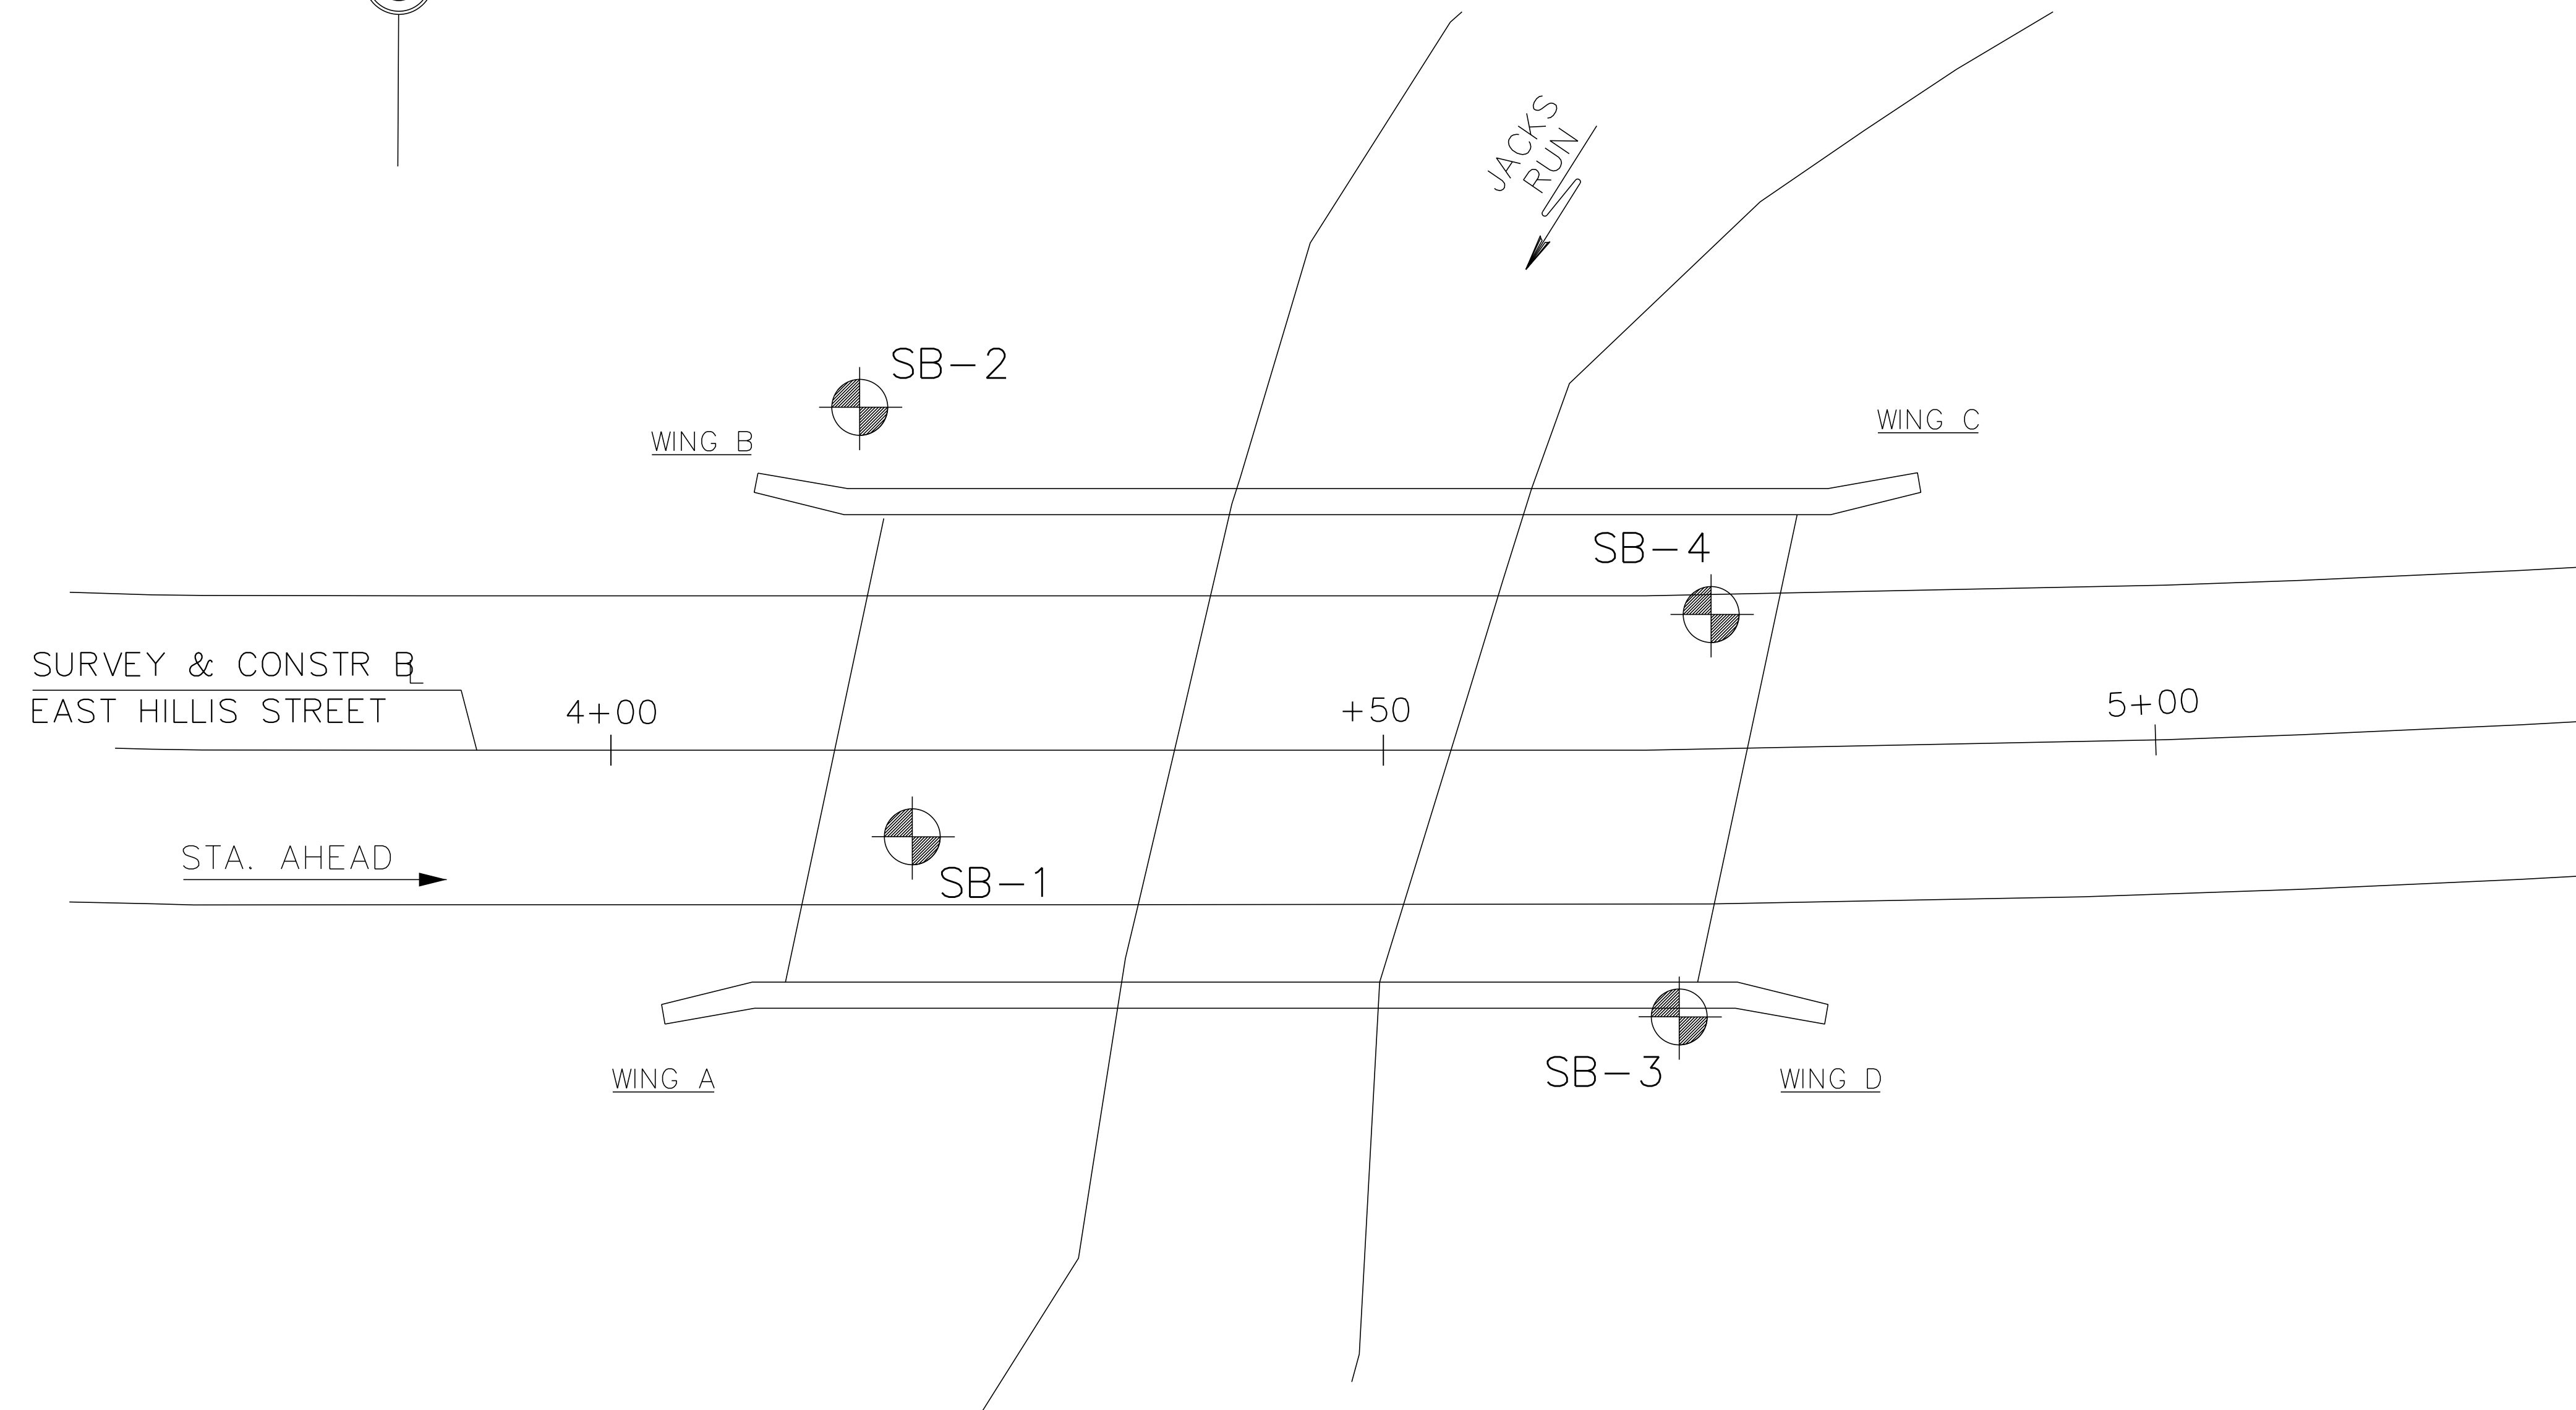 JACKS
RUN
SB-2
WING B
WING C
SB-4
SURVEY & CONSTR BL
EAST HILLIS STREET
4+00
+50
5+00
STA. AHEAD
SB-1
SB-3
WING A
WING D